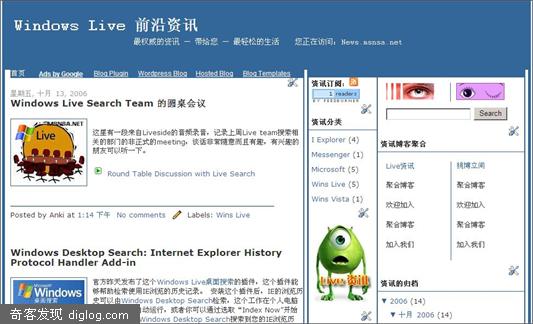 Windows Live 前沿资讯
最权威的资讯 — 带给您 — 最轻松的生活 您正在访问: News.msnsa.net
首页 Ads by Google Blog Plugin Wordpress Blog Hosted Blog Blog Templates
星期五, 十月 13, 2006
Windows Live Search Team 的圆桌会议
MSNSA.NET
Live
这里有一段来自Liveside的音频录音,记录上周Live team搜索相
关的部门的非正式的meeting,谈话非常随意而且有趣,有兴趣的
朋友可以听一下。
Round Table Discussion with Live Search
Posted by Anki at 1:14 下午 No comments Labels: Wins Live
Windows Desktop Search: Internet Explorer History
Protocol Handler Add-in
Windows
桌面搜索
官方昨天发布了这个Windows Live桌面搜索的插件,这个插件能
够帮助检索使用IE浏览的历史记录。 安装这个插件后,IE的浏览历
史可以由Windows Desktop Search检索,这个工作在个人电脑
自动运行,或者你可以通过选取 "Index Now"开始
Windows Desktop Search搜索到您的IE浏览历
资讯订阅:
1 readers
BY FEEDBURNER
资讯分类
I Explorer (4)
Messenger (1)
Microsoft (5)
Wins Live (5)
Wins Vista (1)
Live 资讯
Search
资讯博客聚合
Live资讯 桃博立闻
聚合博客 聚合博客
欢迎加入 欢迎加入
聚合博客 聚合博客
加入我们 加入我们
资讯的归档
▼ 2006 (14)
▼ 十月 (14)
奇客发现 diglog.com